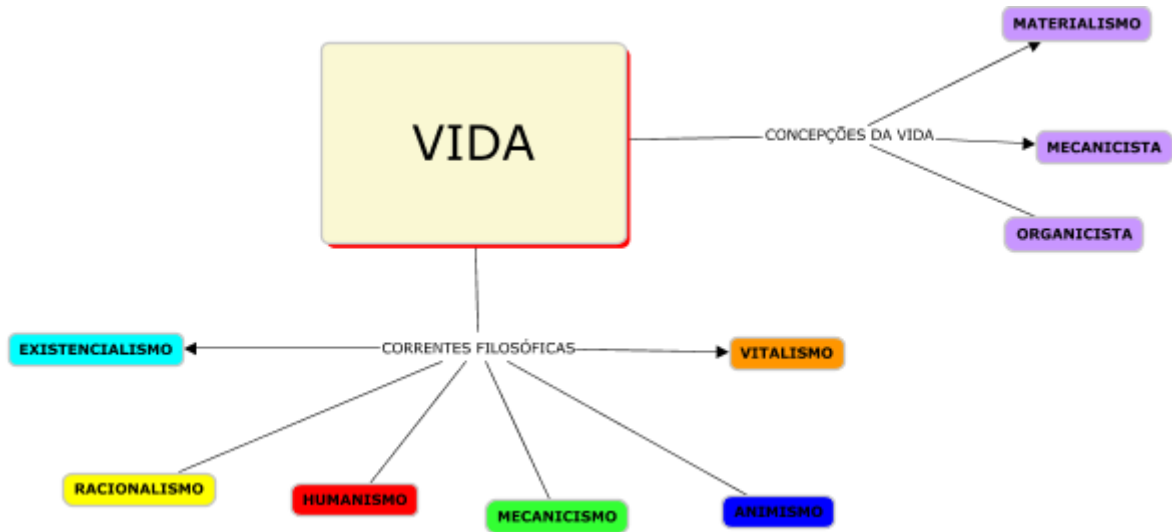 MATERIALISMO
VIDA
CONCEPÇÕES DA VIDA
MECANICISTA
ORGANICISTA
EXISTENCIALISMO
CORRENTES FILOSÓFICAS
VITALISMO
RACIONALISMO
HUMANISMO
MECANICISMO
ANIMISMO